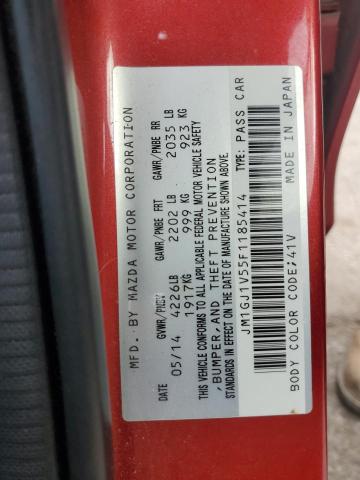 MFD. BY MAZDA MOTOR CORPORATION
DATE GVWR/PNBV GAWR/PNBE FRT GAWR/PNBE RR
05/14 4226LB 2202 LB 2035 LB
1917KG 999 KG 923 KG
THIS VEHICLE CONFORMS TO ALL APPLICABLE FEDERAL MOTOR VEHICLE SAFETY
,BUMPER,AND THEFT PREVENTION
STANDARDS IN EFFECT ON THE DATE OF MANUFACTURE SHOWN ABOVE.
JM1GJ1V55F1185414 TYPE: PASS CAR
MADE IN JAPAN
BODY COLOR CODE;41V